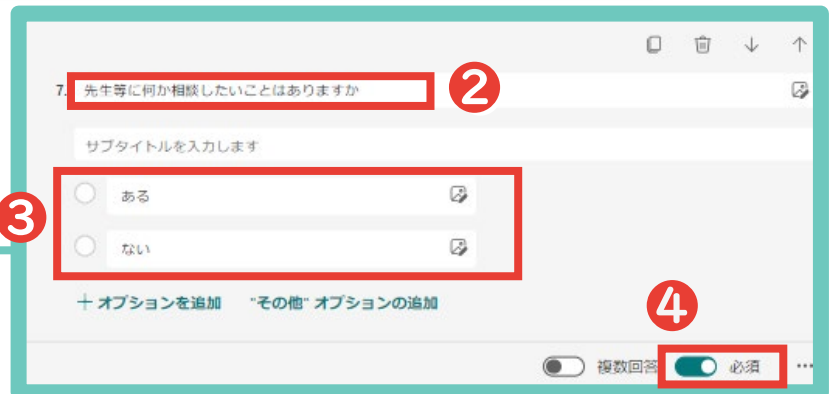 7. 先生等に何か相談したいことはありますか ❷
サブタイトルを入力します
❸
ある
ない
＋ オプションを追加 "その他" オプションの追加
❹
複数回答 必須 …